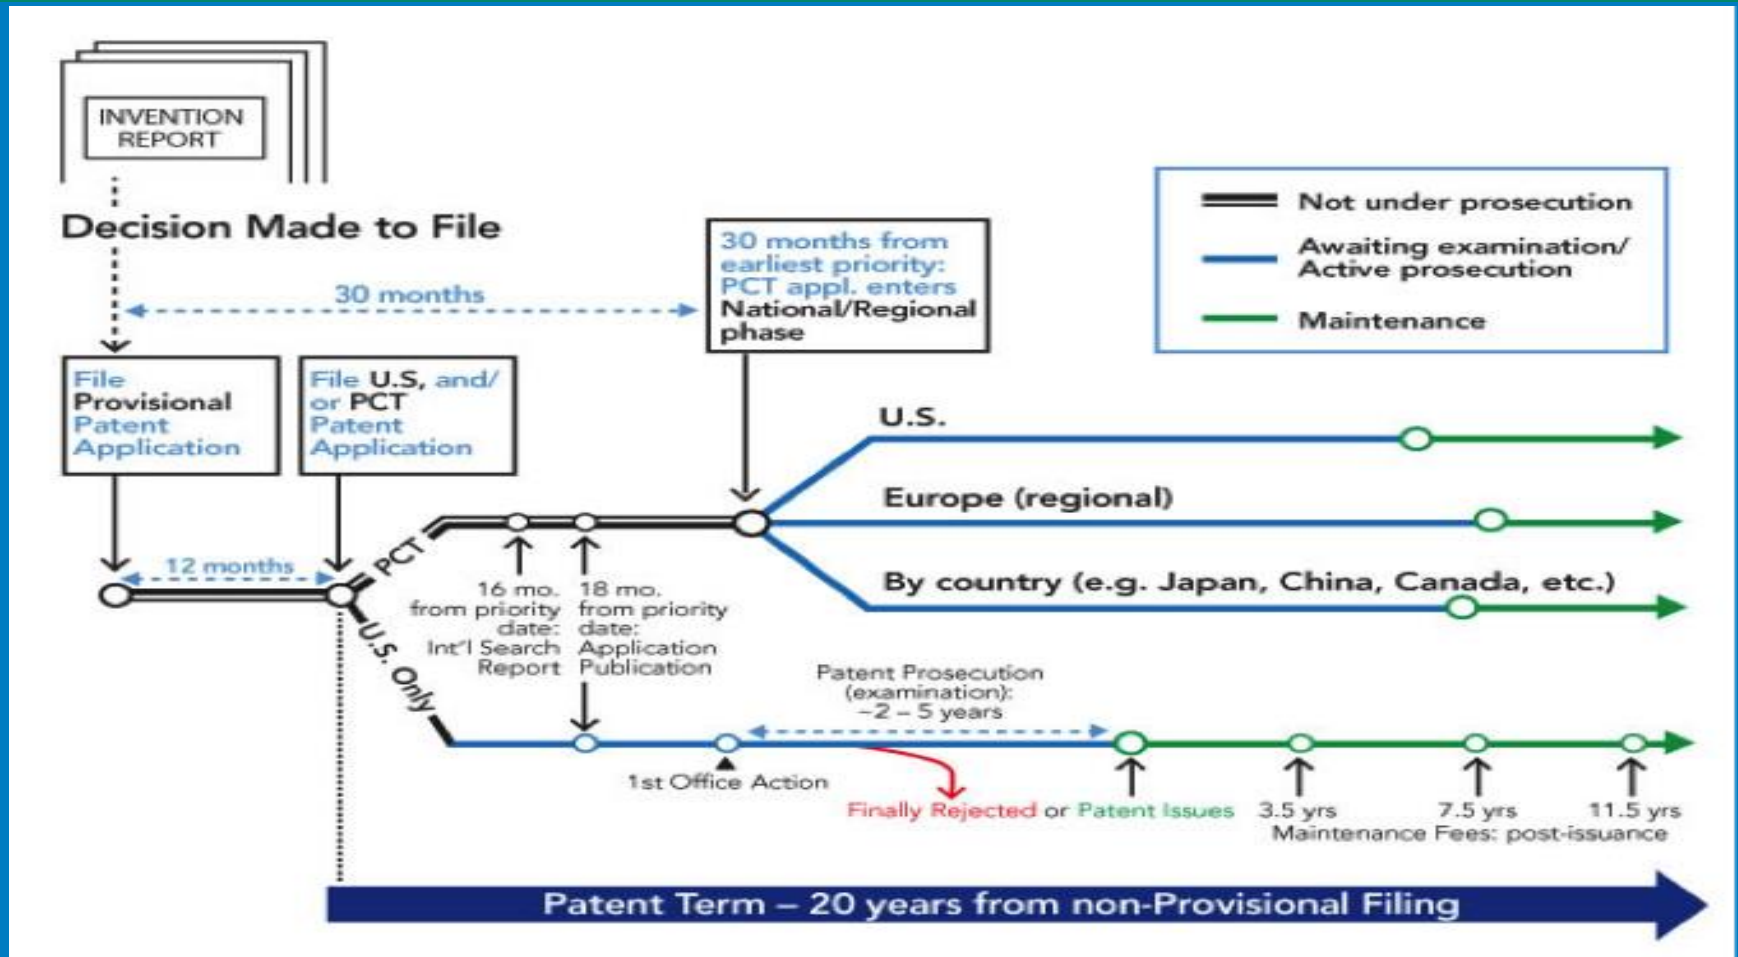 INVENTION
REPORT
Decision Made to File
30 months
30 months from
earliest priority:
PCT appl. enters
National/Regional
phase
Not under prosecution
Awaiting examination/
Active prosecution
Maintenance
File
Provisional
Patent
Application
File U.S, and/
or PCT
Patent
Application
12 months
PCT
U.S. Only
16 mo.
from priority
date:
Int'l Search
Report
18 mo.
from priority
date:
Application
Publication
U.S.
Europe (regional)
By country (e.g. Japan, China, Canada, etc.)
Patent Prosecution
(examination):
~2 – 5 years
1st Office Action
Finally Rejected or Patent Issues
3.5 yrs
7.5 yrs
11.5 yrs
Maintenance Fees: post-issuance
Patent Term – 20 years from non-Provisional Filing